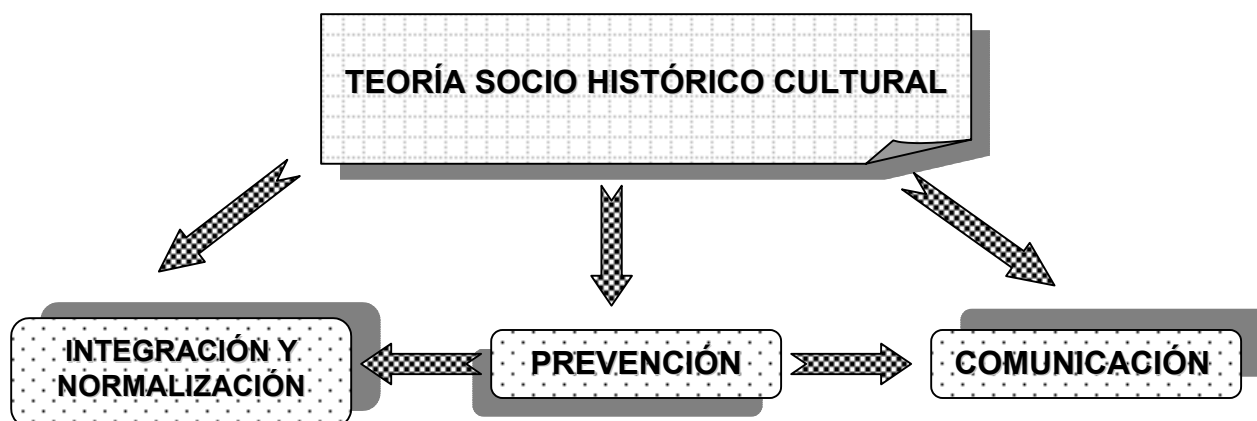 TEORÍA SOCIO HISTÓRICO CULTURAL
INTEGRACIÓN Y
NORMALIZACIÓN
PREVENCIÓN
COMUNICACIÓN